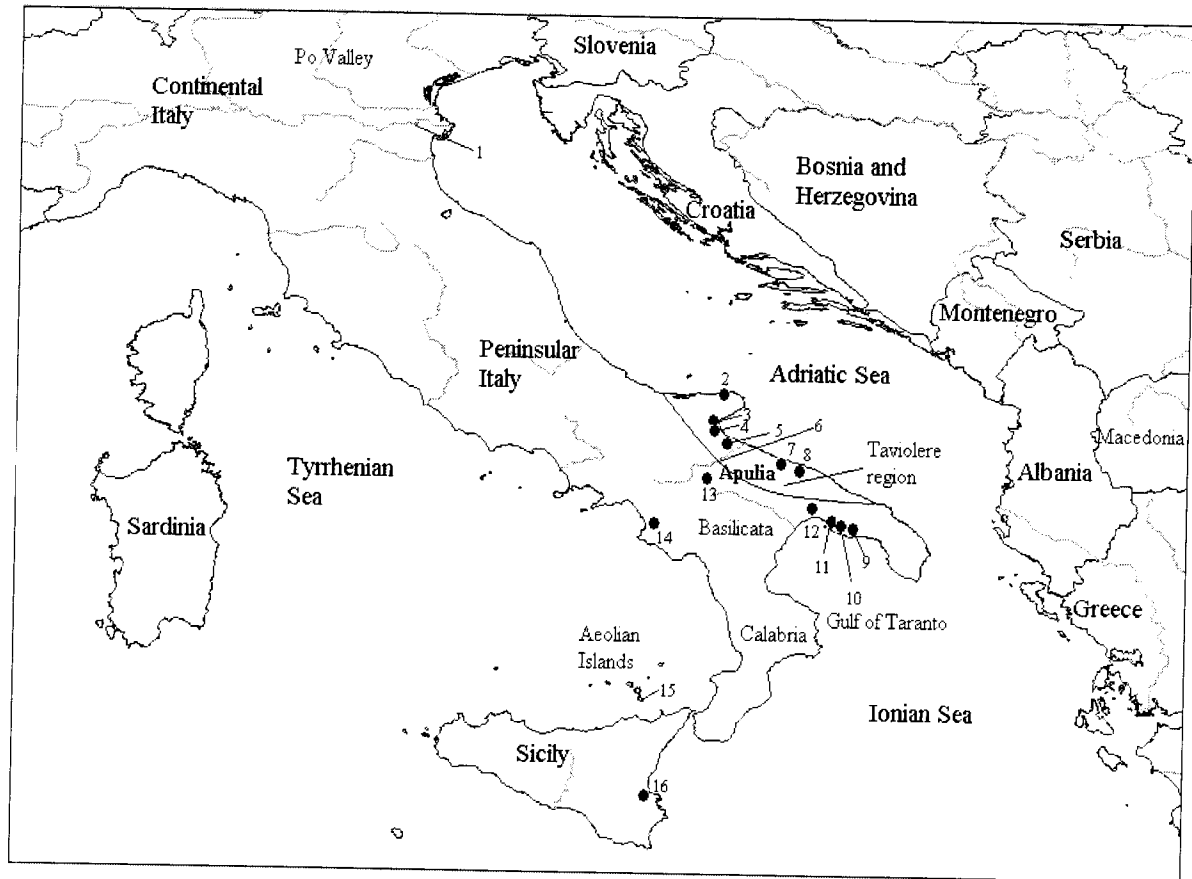 Slovenia
Po Valley
Continental
Italy
1
Bosnia and
Herzegovina
Croatia
Serbia
Montenegro
Peninsular
Italy
Adriatic Sea
2
3
4
5
6
7
8
Taviolere
region
Macedonia
Apulia
Albania
Tyrrhenian
Sea
13
Sardinia
Basilicata
14
12
11
9
10
Gulf of Taranto
Greece
Calabria
Aeolian
Islands
15
Ionian Sea
Sicily
16